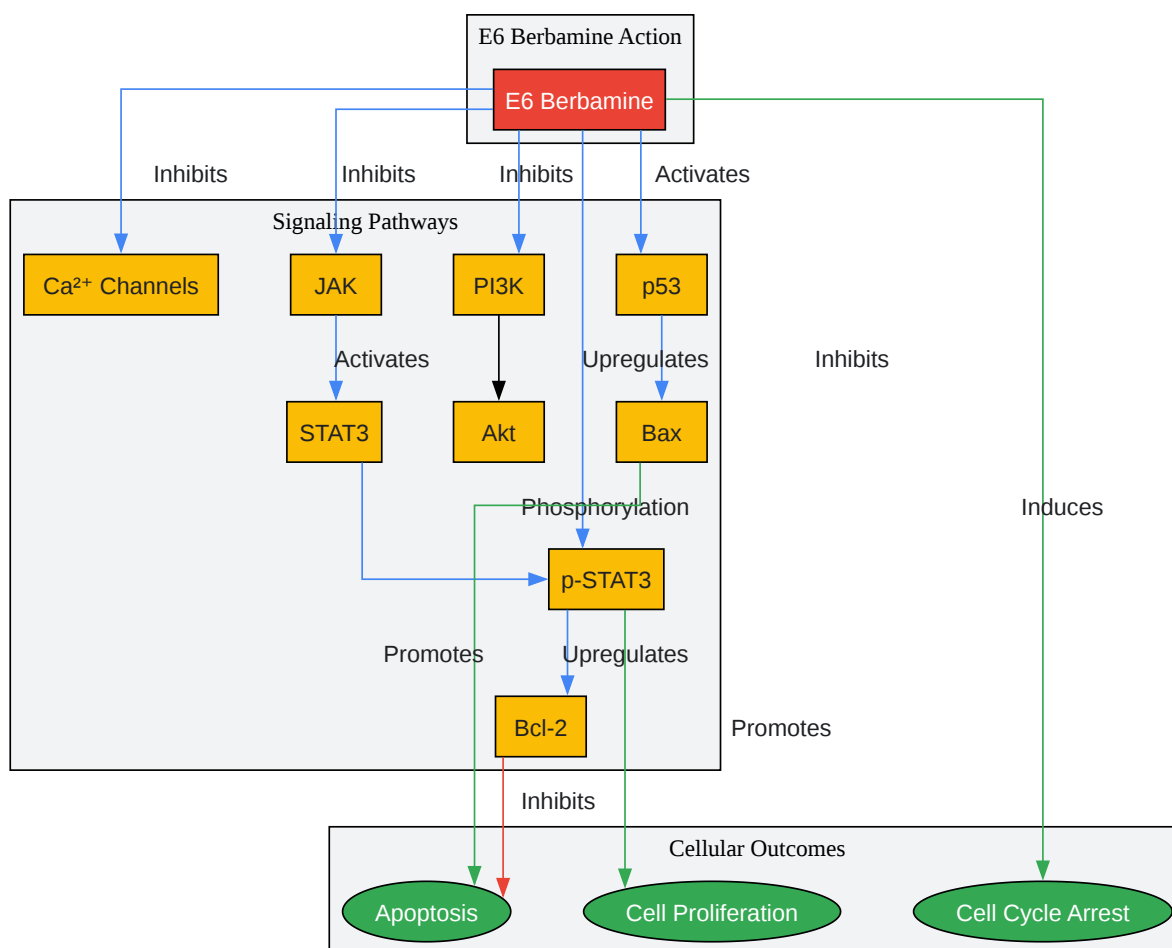 E6 Berbamine Action
E6 Berbamine
Inhibits
Inhibits
Inhibits
Activates
Signaling Pathways
Ca²⁺ Channels
JAK
PI3K
p53
Activates
Upregulates
Inhibits
STAT3
Akt
Bax
Phosphorylation
Induces
p-STAT3
Promotes
Upregulates
Bcl-2
Promotes
Inhibits
Cellular Outcomes
Apoptosis
Cell Proliferation
Cell Cycle Arrest